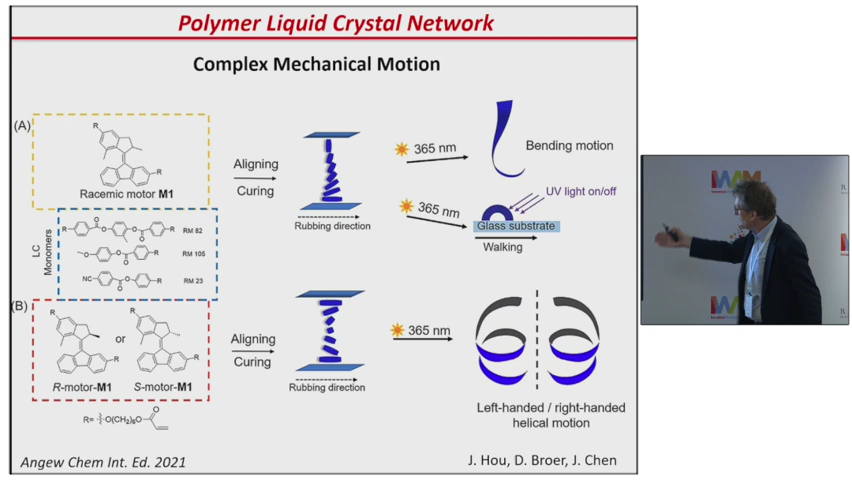 Polymer Liquid Crystal Network
Complex Mechanical Motion
(A)
R
R
Racemic motor M1
Aligning
Curing
Rubbing direction
365 nm
Bending motion
365 nm
UV light on/off
Glass substrate
Walking
LC
Monomers
R
R
RM 82
R
RM 105
NC
R
RM 23
(B)
R
R
or
R
R
R-motor-M1
S-motor-M1
Aligning
Curing
Rubbing direction
365 nm
Left-handed / right-handed
helical motion
R= O(CH2)6O
O
Angew Chem Int. Ed. 2021
J. Hou, D. Broer, J. Chen